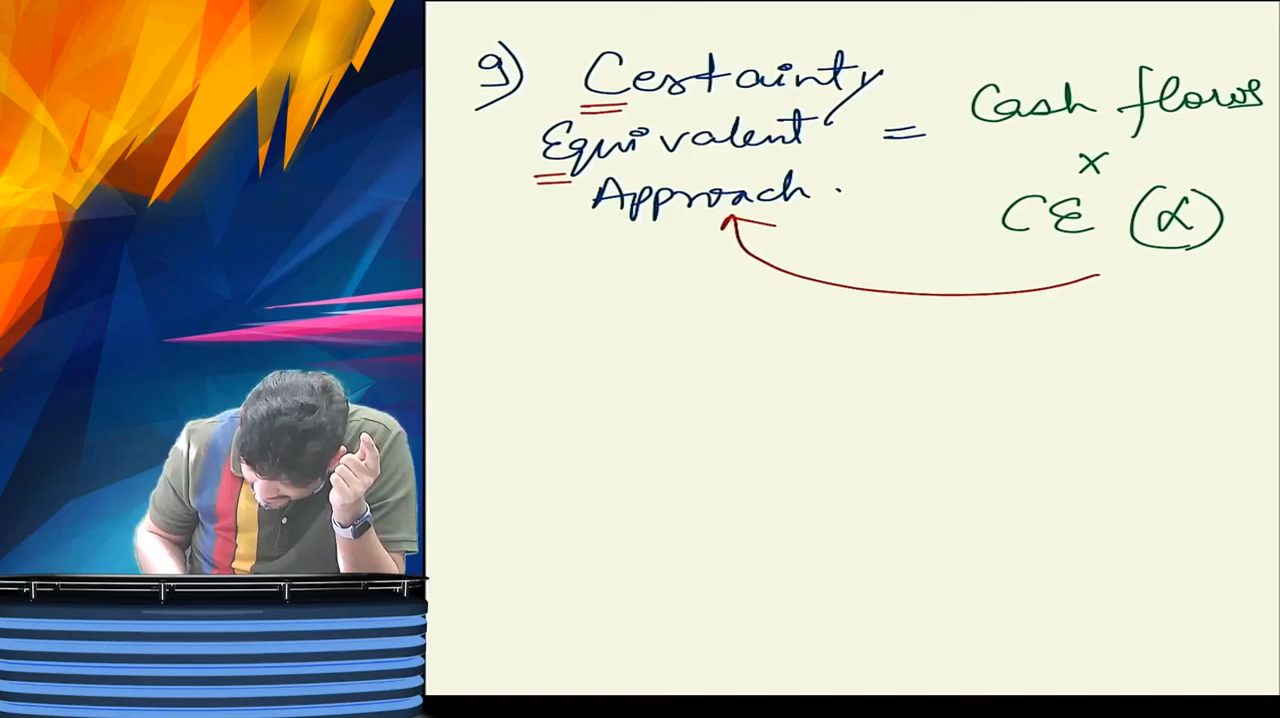 9) Certainty
Equivalent = Cash flows
Approach. × CE (α)